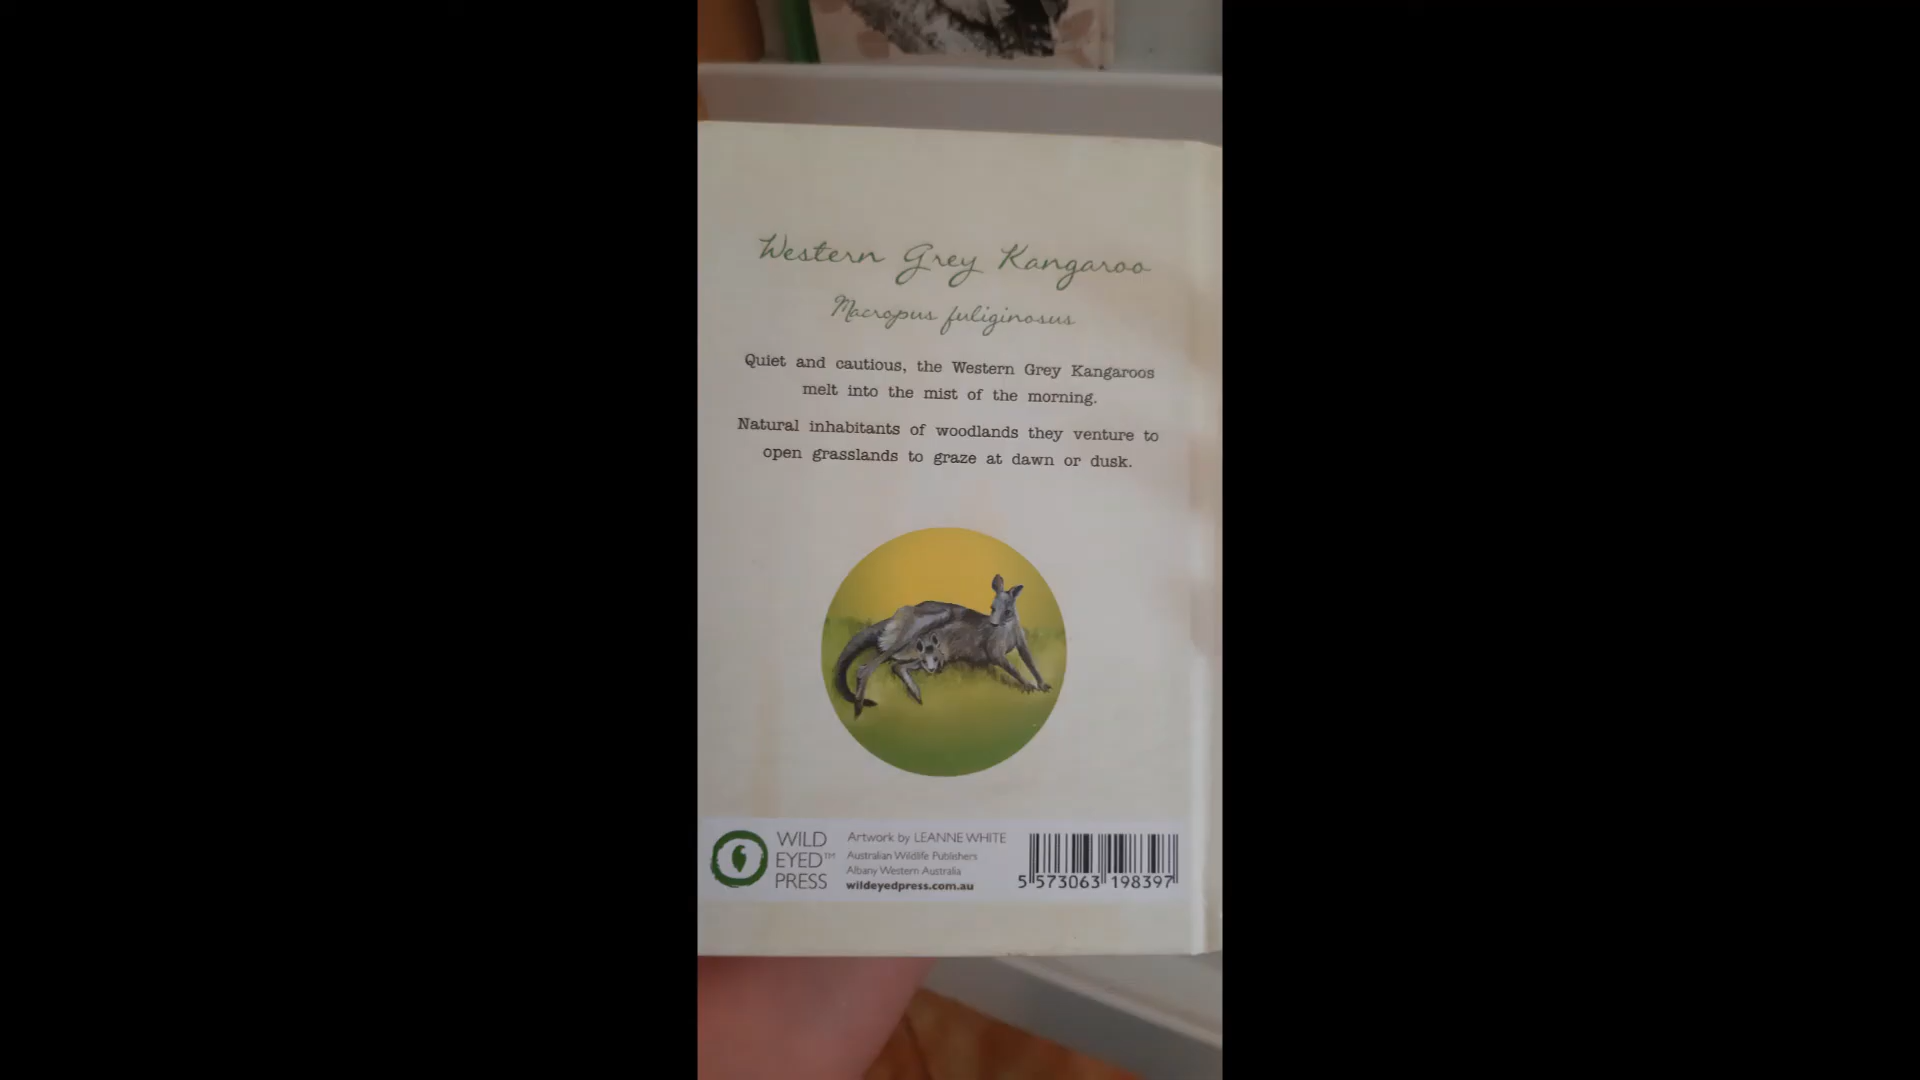 Western Grey Kangaroo
Macropus fuliginosus
Quiet and cautious, the Western Grey Kangaroos
melt into the mist of the morning.
Natural inhabitants of woodlands they venture to
open grasslands to graze at dawn or dusk.
WILD
EYED™
PRESS
Artwork by LEANNE WHITE
Australian Wildlife Publishers
Albany Western Australia
wildeyedpress.com.au
5 573063 198397